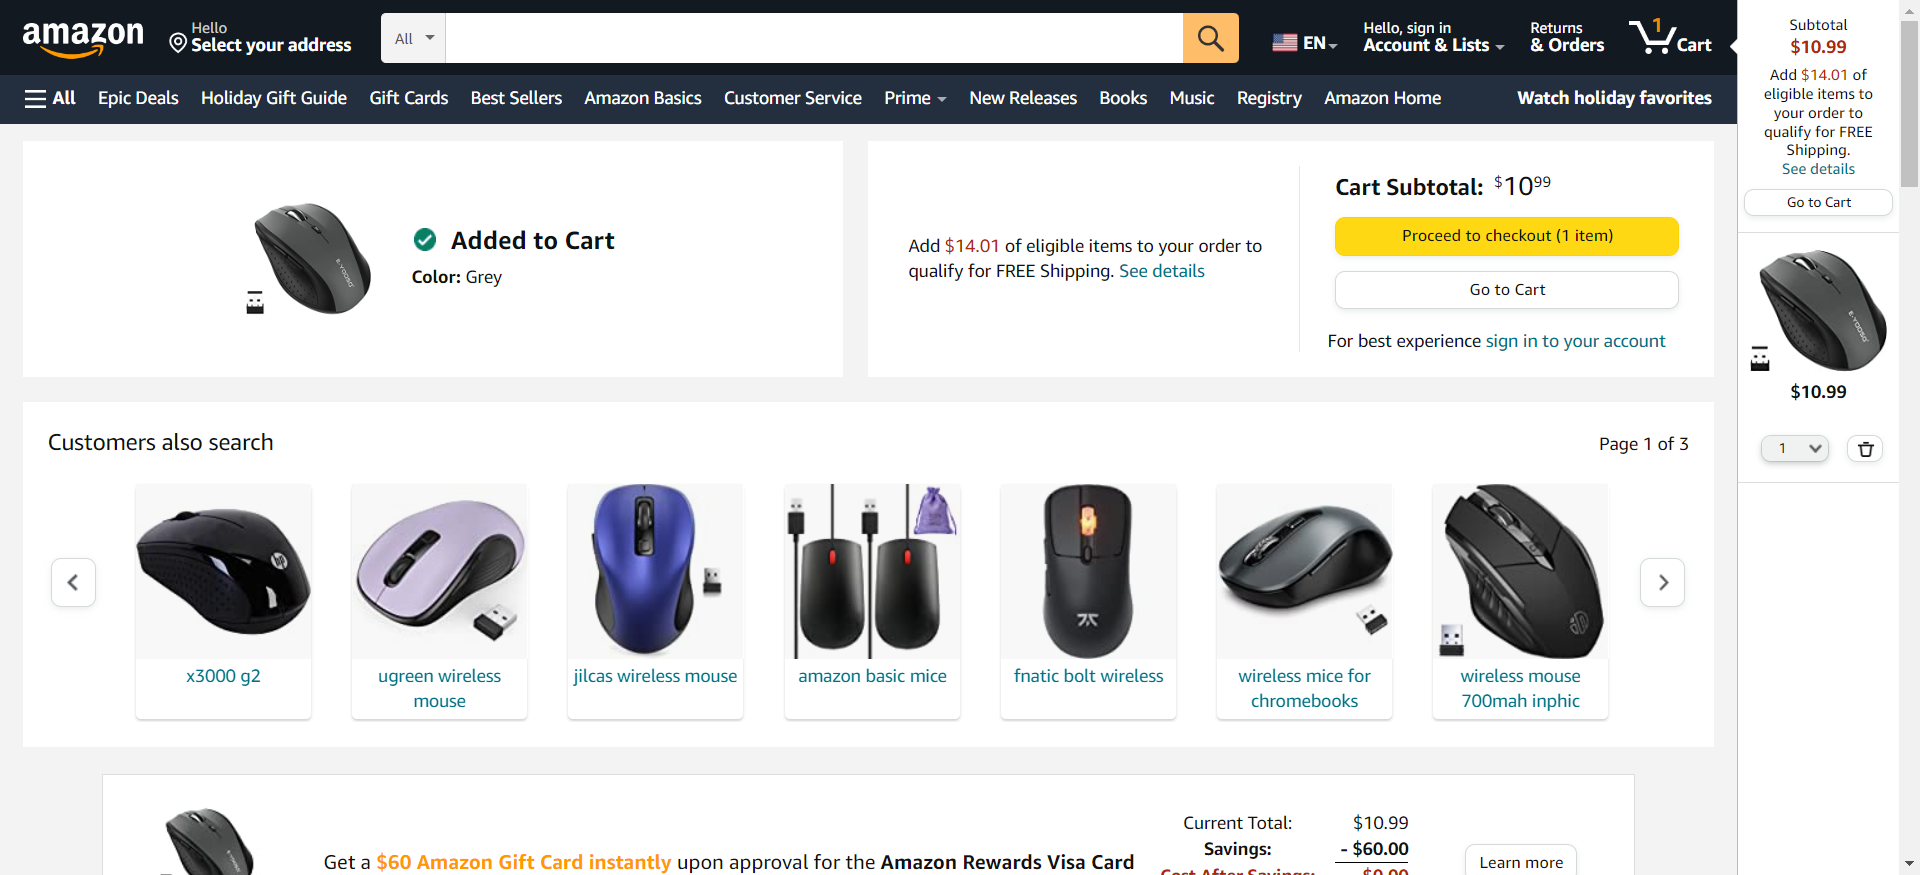 amazon
Hello
Select your address
All
EN
Hello, sign in
Account & Lists
Returns
& Orders
1
Cart
All
Epic Deals
Holiday Gift Guide
Gift Cards
Best Sellers
Amazon Basics
Customer Service
Prime
New Releases
Books
Music
Registry
Amazon Home
Watch holiday favorites
Added to Cart
Color: Grey
Add $14.01 of eligible items to your order to
qualify for FREE Shipping. See details
Cart Subtotal: $10.99
Proceed to checkout (1 item)
Go to Cart
For best experience sign in to your account
Subtotal
$10.99
Add $14.01 of
eligible items to
your order to
qualify for FREE
Shipping.
See details
Go to Cart
E-YOOSO
$10.99
1
Customers also search
Page 1 of 3
hp
x3000 g2
ugreen wireless
mouse
jilcas wireless mouse
amazon basic mice
fnatic bolt wireless
wireless mice for
chromebooks
wireless mouse
700mah inphic
Get a $60 Amazon Gift Card instantly upon approval for the Amazon Rewards Visa Card
Current Total: $10.99
Savings: - $60.00
Cost After Savings: $0.00
Learn more